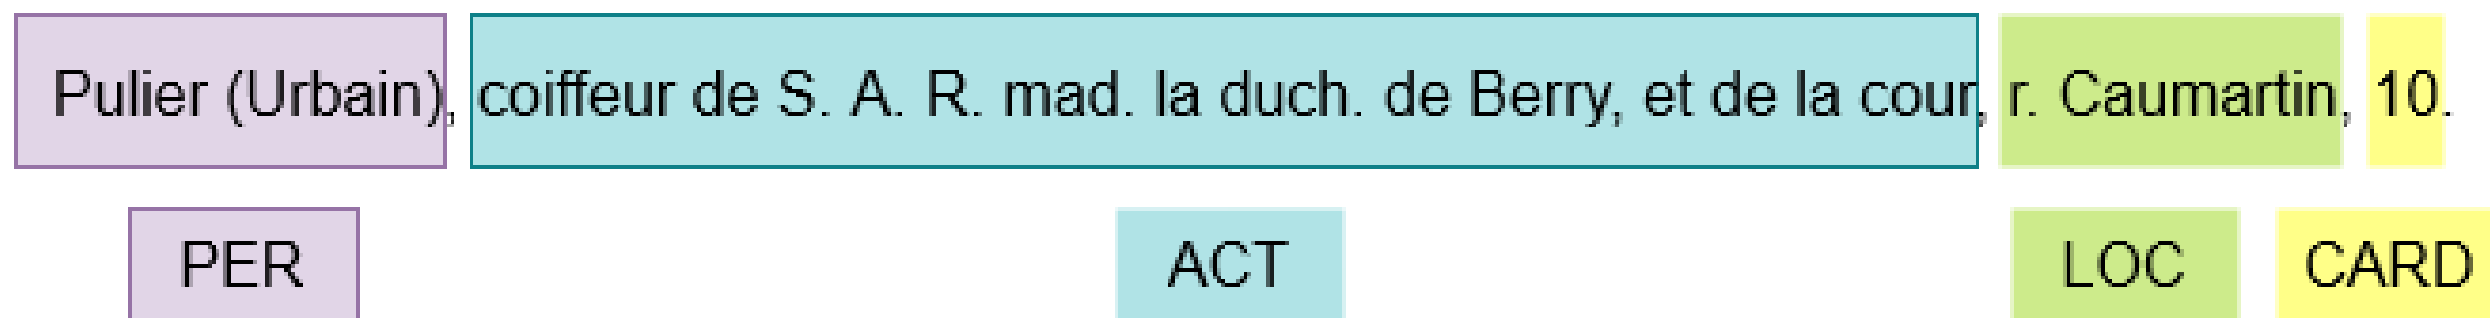 Pulier (Urbain), coiffeur de S. A. R. mad. la duch. de Berry, et de la cour, r. Caumartin, 10.
PER ACT LOC CARD